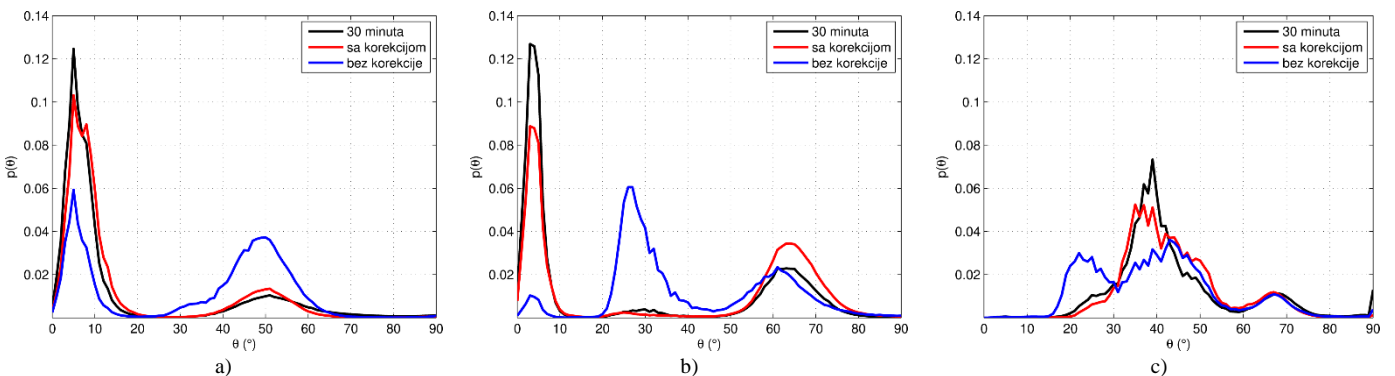 0.14
0.12
0.1
0.08
0.06
0.04
0.02
p(θ)
0 10 20 30 40 50 60 70 80 90
θ (°)
30 minuta
sa korekcijom
bez korekcije
a)
0.14
0.12
0.1
0.08
0.06
0.04
0.02
p(θ)
0 10 20 30 40 50 60 70 80 90
θ (°)
30 minuta
sa korekcijom
bez korekcije
b)
0.14
0.12
0.1
0.08
0.06
0.04
0.02
p(θ)
0 10 20 30 40 50 60 70 80 90
θ (°)
30 minuta
sa korekcijom
bez korekcije
c)